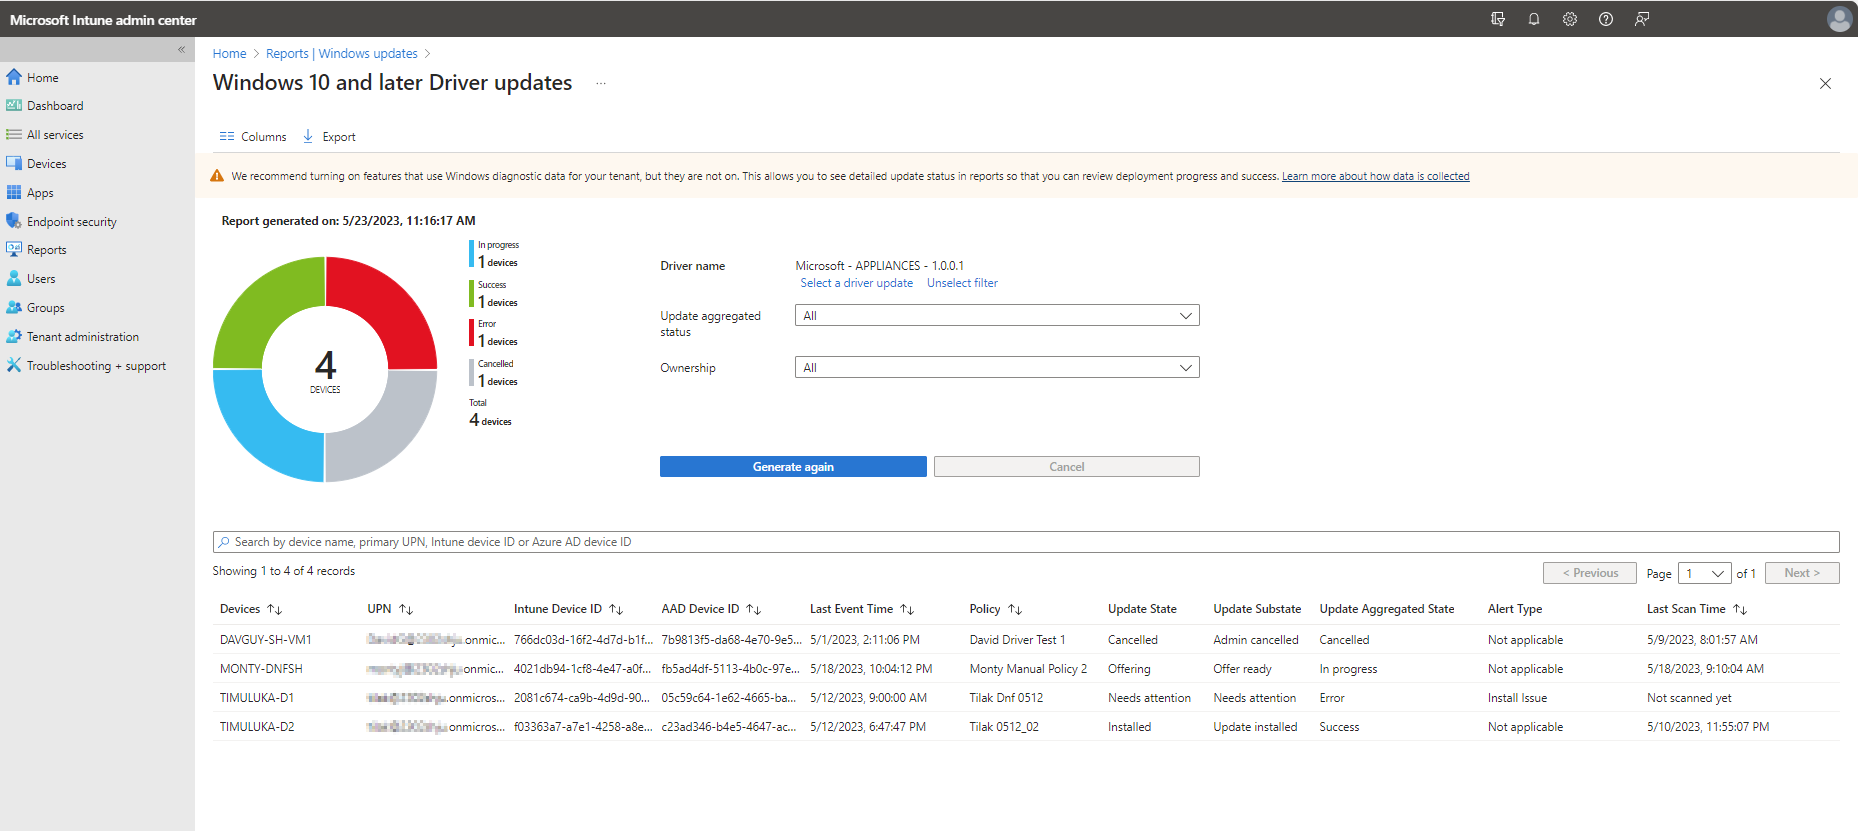 Microsoft Intune admin center
«
Home
Dashboard
All services
Devices
Apps
Endpoint security
Reports
Users
Groups
Tenant administration
Troubleshooting + support
Home > Reports | Windows updates >
Windows 10 and later Driver updates ...
Columns Export
We recommend turning on features that use Windows diagnostic data for your tenant, but they are not on. This allows you to see detailed update status in reports so that you can review deployment progress and success. Learn more about how data is collected
Report generated on: 5/23/2023, 11:16:17 AM
4
DEVICES
In progress
1 devices
Success
1 devices
Error
1 devices
Cancelled
1 devices
Total
4 devices
Driver name Microsoft - APPLIANCES - 1.0.0.1
Select a driver update Unselect filter
Update aggregated status All
Ownership All
Generate again Cancel
Search by device name, primary UPN, Intune device ID or Azure AD device ID
Showing 1 to 4 of 4 records
< Previous Page 1 of 1 Next >
Devices ↑↓ UPN ↑↓ Intune Device ID ↑↓ AAD Device ID ↑↓ Last Event Time ↑↓ Policy ↑↓ Update State Update Substate Update Aggregated State Alert Type Last Scan Time ↑↓
DAVGUY-SH-VM1 .onmic... 766dc03d-16f2-4d7d-b1f... 7b9813f5-da68-4e70-9e5... 5/1/2023, 2:11:06 PM David Driver Test 1 Cancelled Admin cancelled Cancelled Not applicable 5/9/2023, 8:01:57 AM
MONTY-DNFSH .onmic... 4021db94-1cf8-4e47-a0f... fb5ad4df-5113-4b0c-97e... 5/18/2023, 10:04:12 PM Monty Manual Policy 2 Offering Offer ready In progress Not applicable 5/18/2023, 9:10:04 AM
TIMULUKA-D1 .onmicros... 2081c674-ca9b-4d9d-90... 05c59c64-1e62-4665-ba... 5/12/2023, 9:00:00 AM Tilak Dnf 0512 Needs attention Needs attention Error Install Issue Not scanned yet
TIMULUKA-D2 .onmicros... f03363a7-a7e1-4258-a8e... c23ad346-b4e5-4647-ac... 5/12/2023, 6:47:47 PM Tilak 0512_02 Installed Update installed Success Not applicable 5/10/2023, 11:55:07 PM